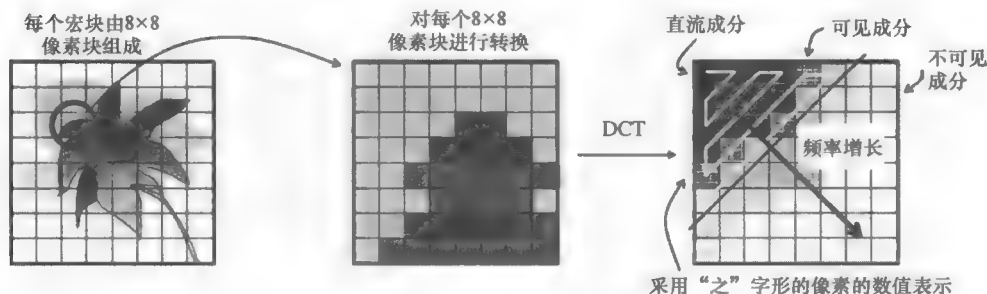 每个宏块由8×8
像素块组成
对每个8×8
像素块进行转换
直流成分
可见成分
不可见
成分
DCT
频率增长
采用“之”字形的像素的数值表示